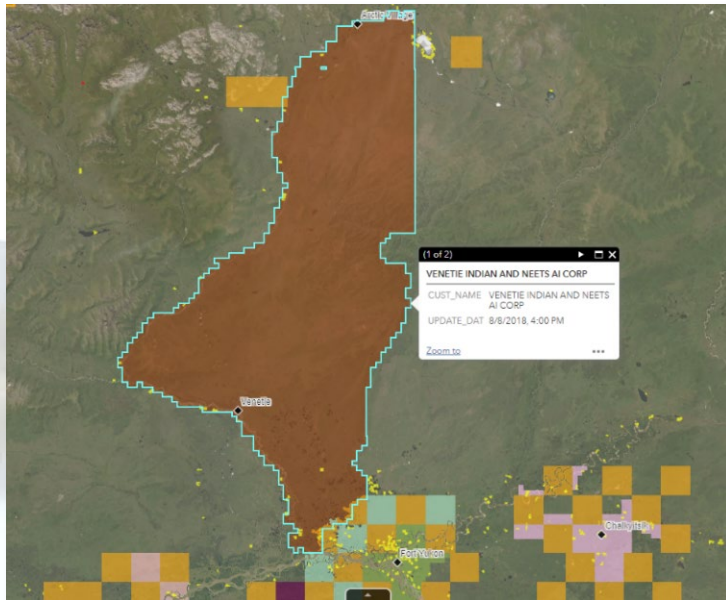 Arctic Village
(1 of 2)
VENETIE INDIAN AND NEETS AI CORP
CUST_NAME VENETIE INDIAN AND NEETS
AI CORP
UPDATE_DAT 8/8/2018, 4:00 PM
Zoom to
Venetie
Chalkyitsik
Fort Yukon